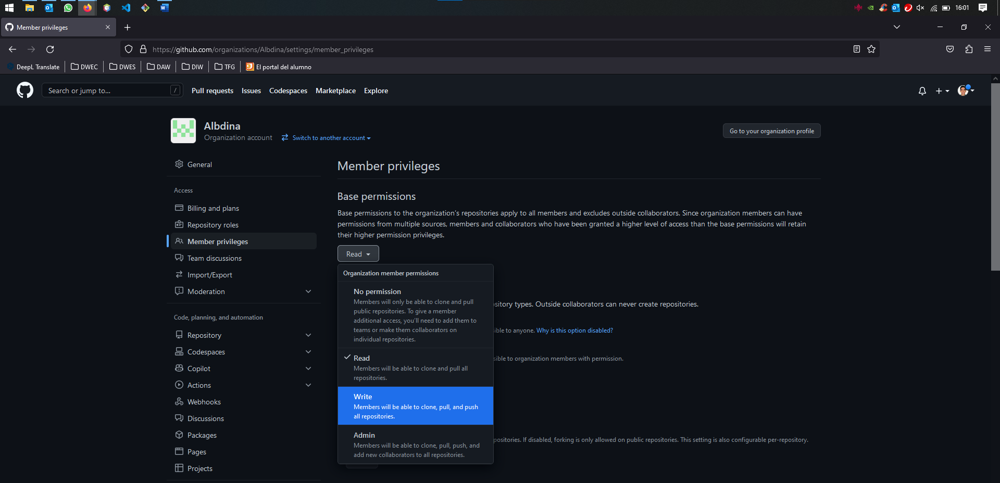 16:01
Member privileges
https://github.com/organizations/Albdina/settings/member_privileges
DeepL Translate DWEC DWES DAW DIW TFG El portal del alumno
Search or jump to... /
Pull requests Issues Codespaces Marketplace Explore
Albdina
Organization account Switch to another account
Go to your organization profile
General
Access
Billing and plans
Repository roles
Member privileges
Team discussions
Import/Export
Moderation
Code, planning, and automation
Repository
Codespaces
Copilot
Actions
Webhooks
Discussions
Packages
Pages
Projects
Member privileges
Base permissions
Base permissions to the organization's repositories apply to all members and excludes outside collaborators. Since organization members can have
permissions from multiple sources, members and collaborators who have been granted a higher level of access than the base permissions will retain
their higher permission privileges.
Read
Organization member permissions
No permission
Members will only be able to clone and pull
public repositories. To give a member
additional access, you'll need to add them to
teams or make them collaborators on
individual repositories.
Read
Members will be able to clone and pull all
repositories.
Write
Members will be able to clone, pull, and push
all repositories.
Admin
Members will be able to clone, pull, push, and
add new collaborators to all repositories.
sitory types. Outside collaborators can never create repositories.
ible to anyone. Why is this option disabled?
sible to organization members with permission.
positories. If disabled, forking is only allowed on public repositories. This setting is also configurable per-repository.